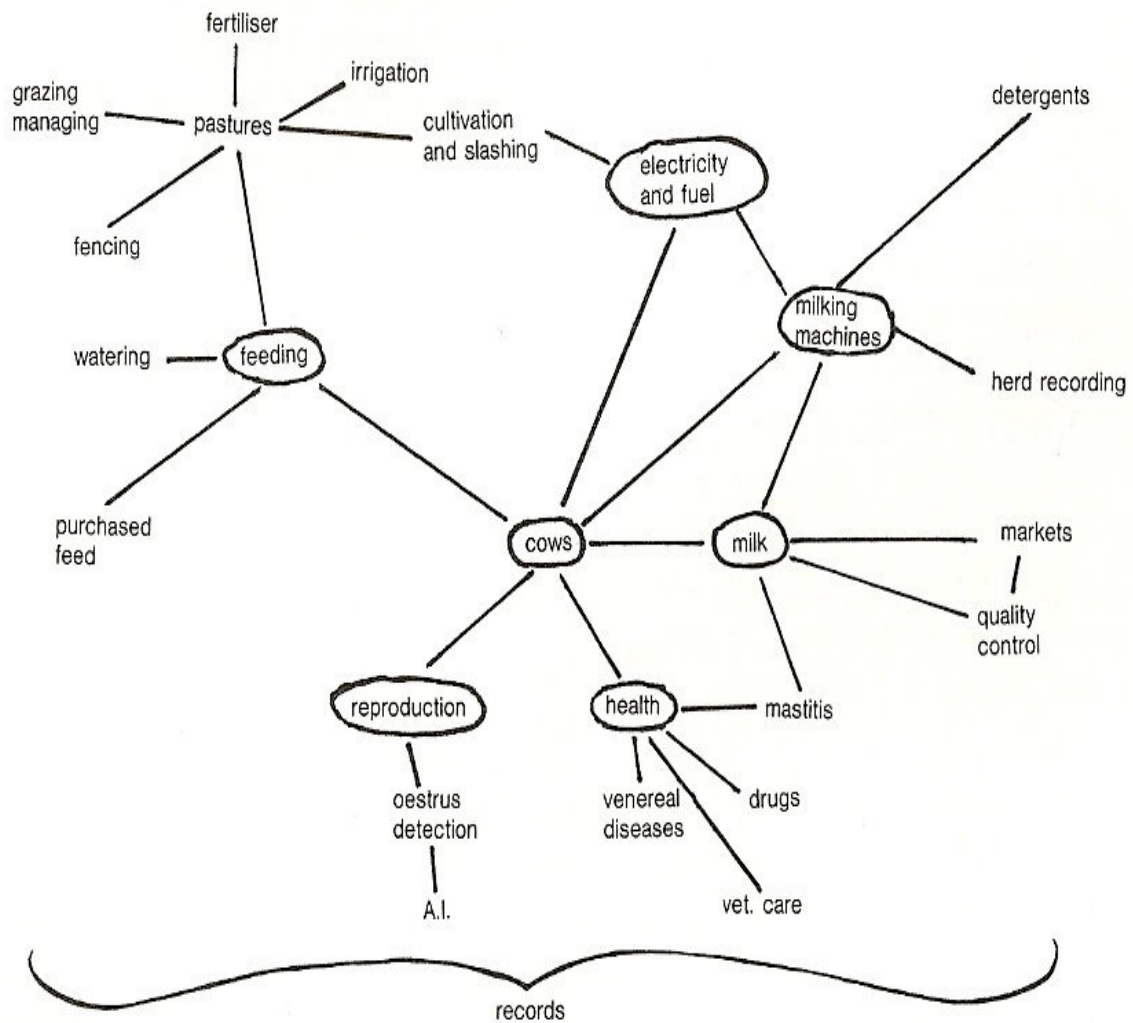 fertiliser
irrigation
grazing
managing
pastures
cultivation
and slashing
detergents
electricity
and fuel
fencing
milking
machines
watering
feeding
herd recording
purchased
feed
cows
milk
markets
quality
control
reproduction
health
mastitis
oestrus
detection
venereal
diseases
drugs
A.I.
vet. care
records